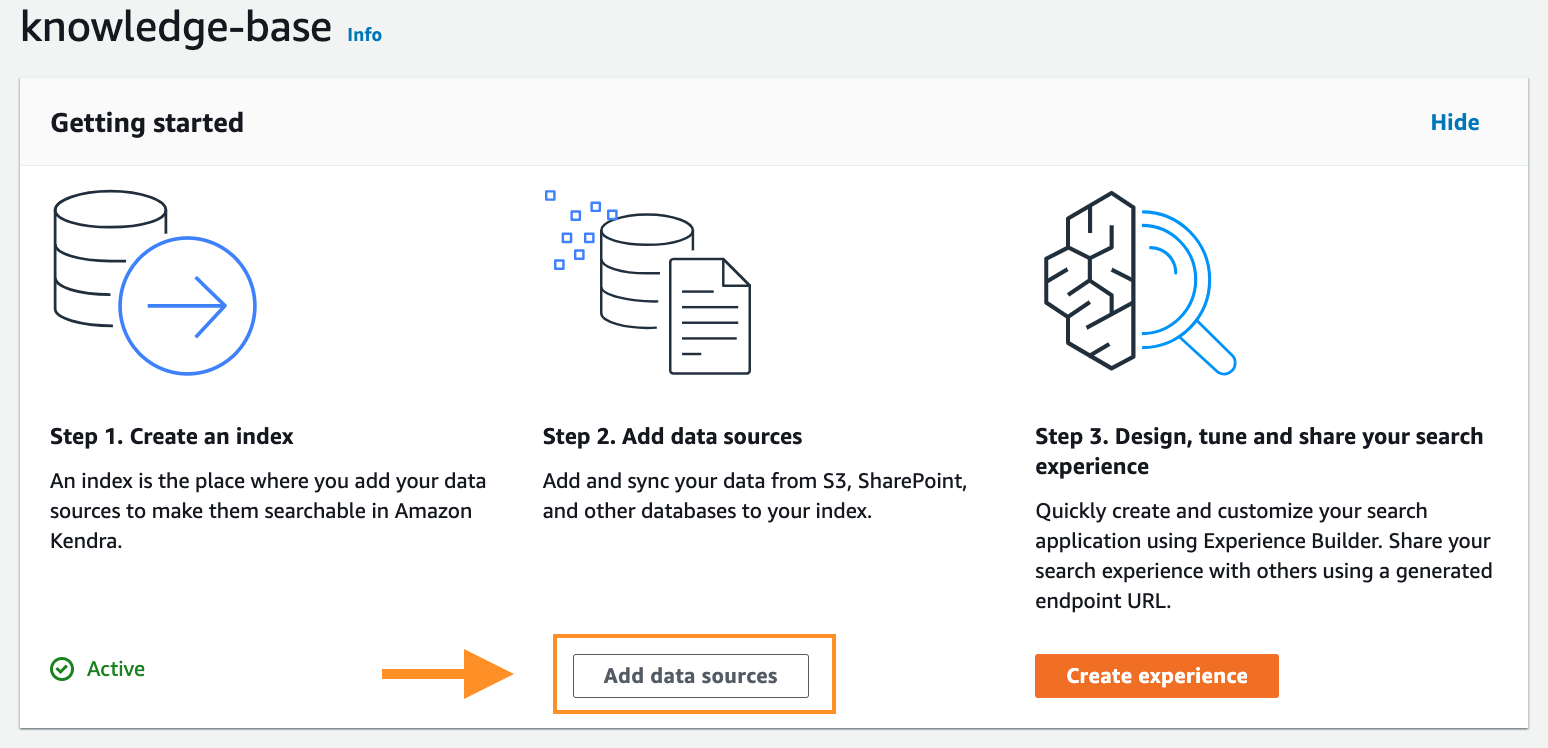 knowledge-base Info
Getting started
Hide
Step 1. Create an index
An index is the place where you add your data
sources to make them searchable in Amazon
Kendra.
Active
Step 2. Add data sources
Add and sync your data from S3, SharePoint,
and other databases to your index.
Add data sources
Step 3. Design, tune and share your search
experience
Quickly create and customize your search
application using Experience Builder. Share your
search experience with others using a generated
endpoint URL.
Create experience